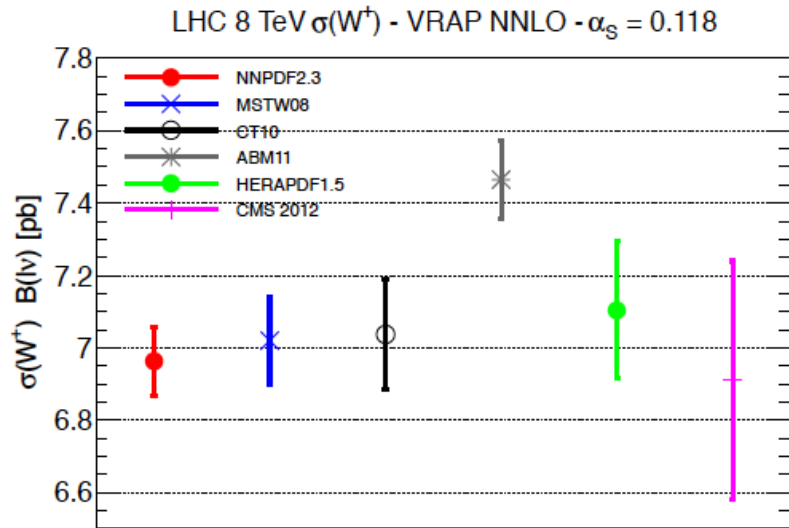 LHC 8 TeV σ(W⁺) - VRAP NNLO - α_S = 0.118
σ(W⁺) B(lν) [pb]
7.8
7.6
7.4
7.2
7
6.8
6.6
NNPDF2.3
MSTW08
CT10
ABM11
HERAPDF1.5
CMS 2012